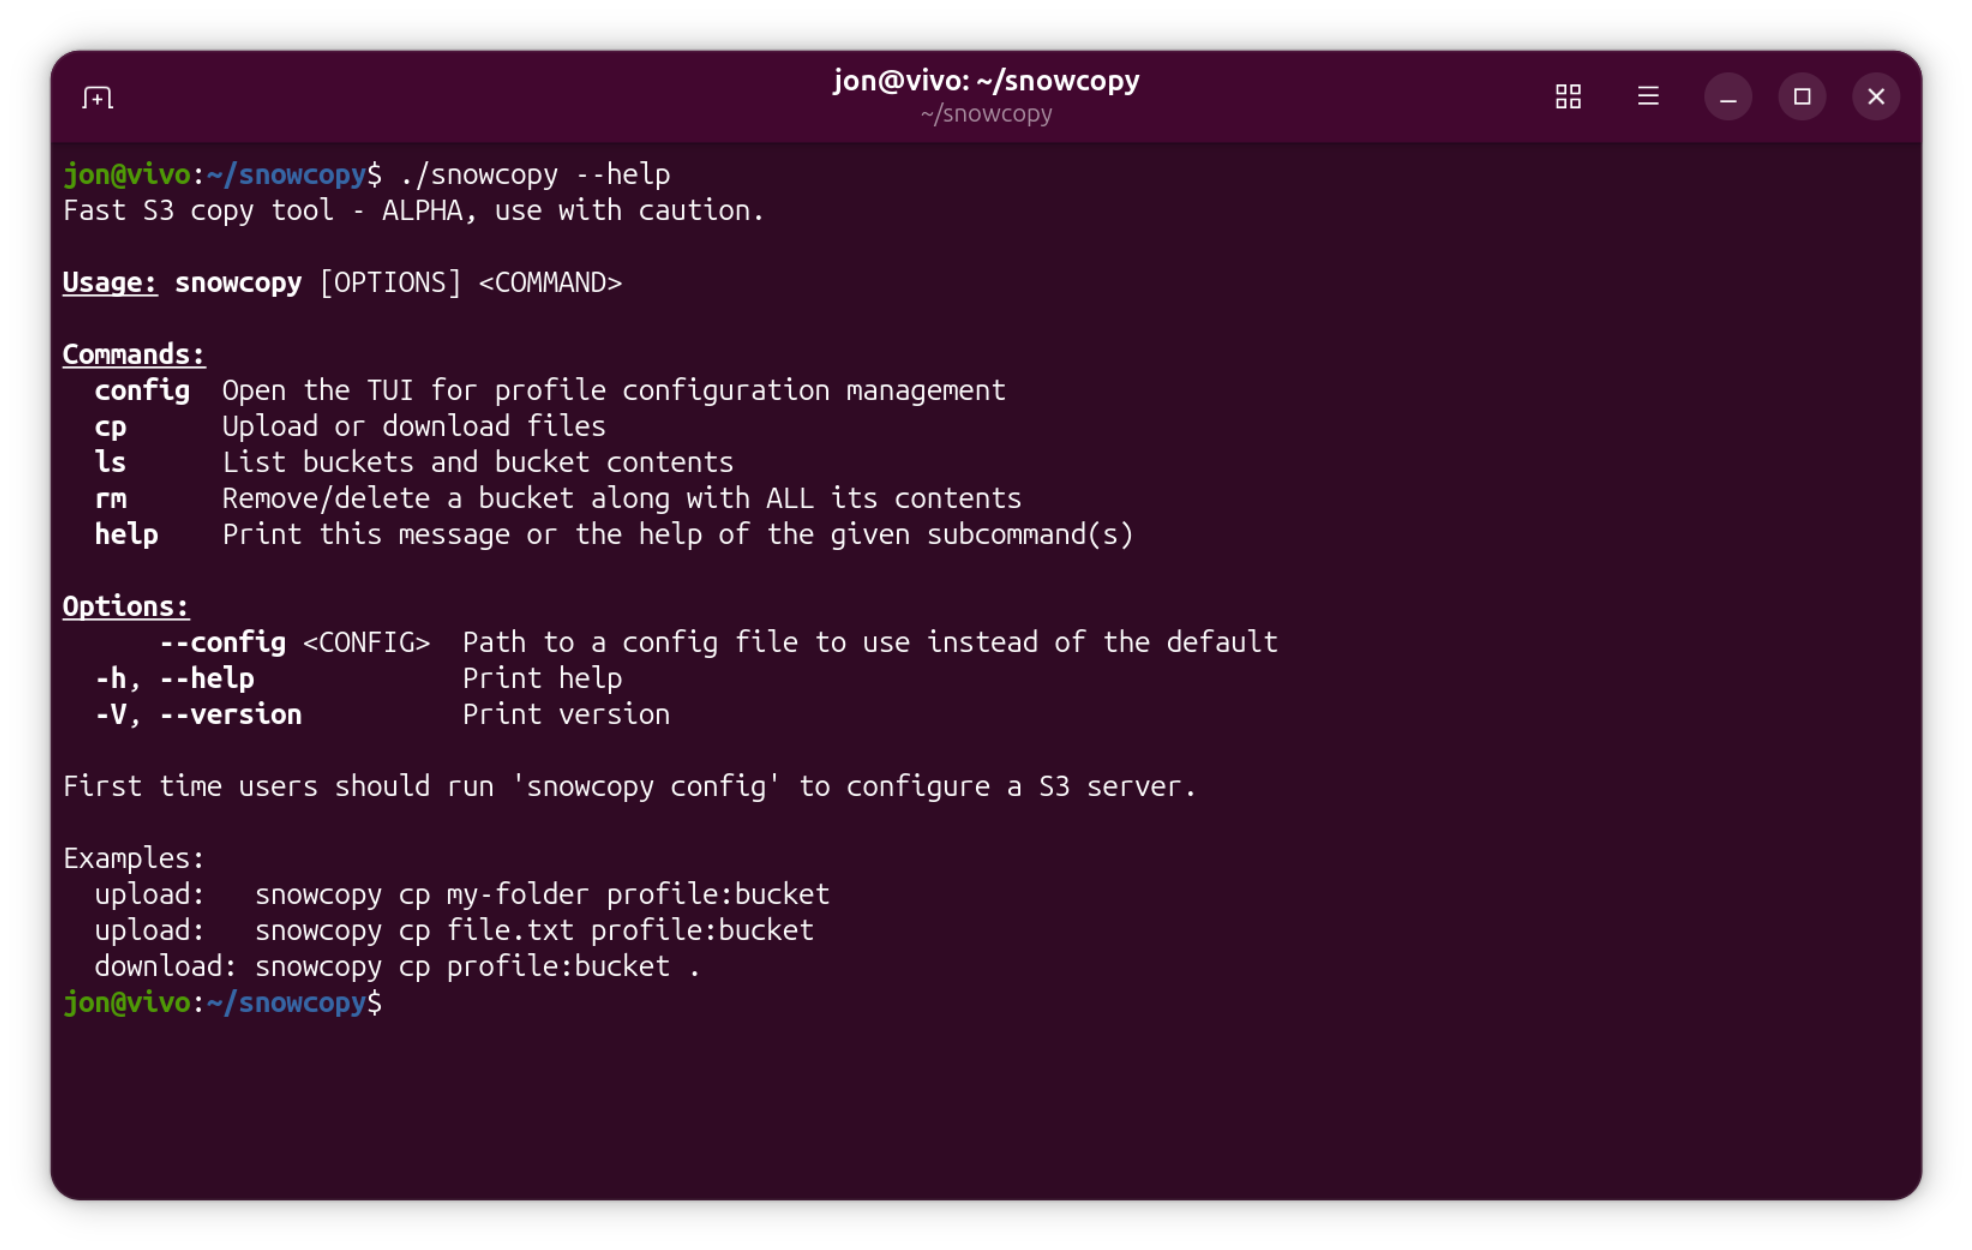 jon@vivo: ~/snowcopy
~/snowcopy
jon@vivo:~/snowcopy$ ./snowcopy --help
Fast S3 copy tool - ALPHA, use with caution.
Usage: snowcopy [OPTIONS] <COMMAND>
Commands:
  config  Open the TUI for profile configuration management
  cp      Upload or download files
  ls      List buckets and bucket contents
  rm      Remove/delete a bucket along with ALL its contents
  help    Print this message or the help of the given subcommand(s)
Options:
      --config <CONFIG>  Path to a config file to use instead of the default
  -h, --help             Print help
  -V, --version          Print version
First time users should run 'snowcopy config' to configure a S3 server.
Examples:
  upload:   snowcopy cp my-folder profile:bucket
  upload:   snowcopy cp file.txt profile:bucket
  download: snowcopy cp profile:bucket .
jon@vivo:~/snowcopy$